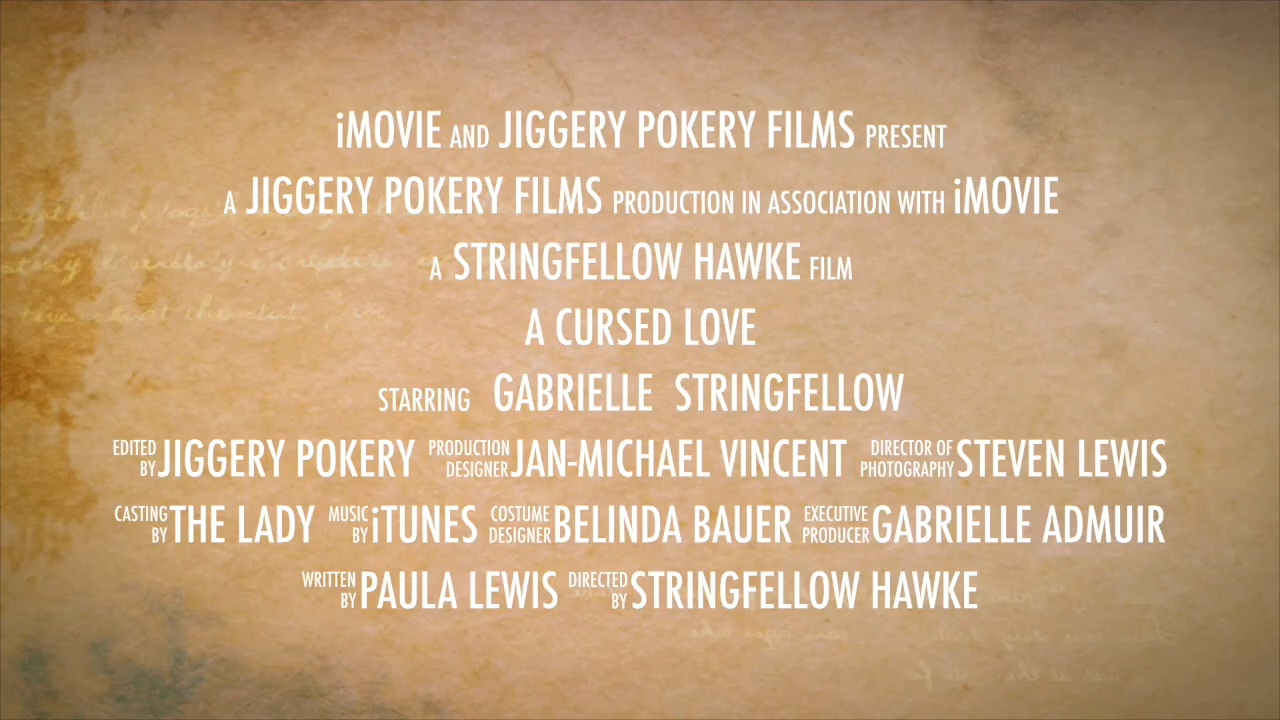 iMOVIE AND JIGGERY POKERY FILMS PRESENT
A JIGGERY POKERY FILMS PRODUCTION IN ASSOCIATION WITH iMOVIE
A STRINGFELLOW HAWKE FILM
A CURSED LOVE
STARRING GABRIELLE STRINGFELLOW
EDITED BY JIGGERY POKERY PRODUCTION DESIGNER JAN-MICHAEL VINCENT DIRECTOR OF PHOTOGRAPHY STEVEN LEWIS
CASTING BY THE LADY MUSIC BY iTUNES COSTUME DESIGNER BELINDA BAUER EXECUTIVE PRODUCER GABRIELLE ADMUIR
WRITTEN BY PAULA LEWIS DIRECTED BY STRINGFELLOW HAWKE